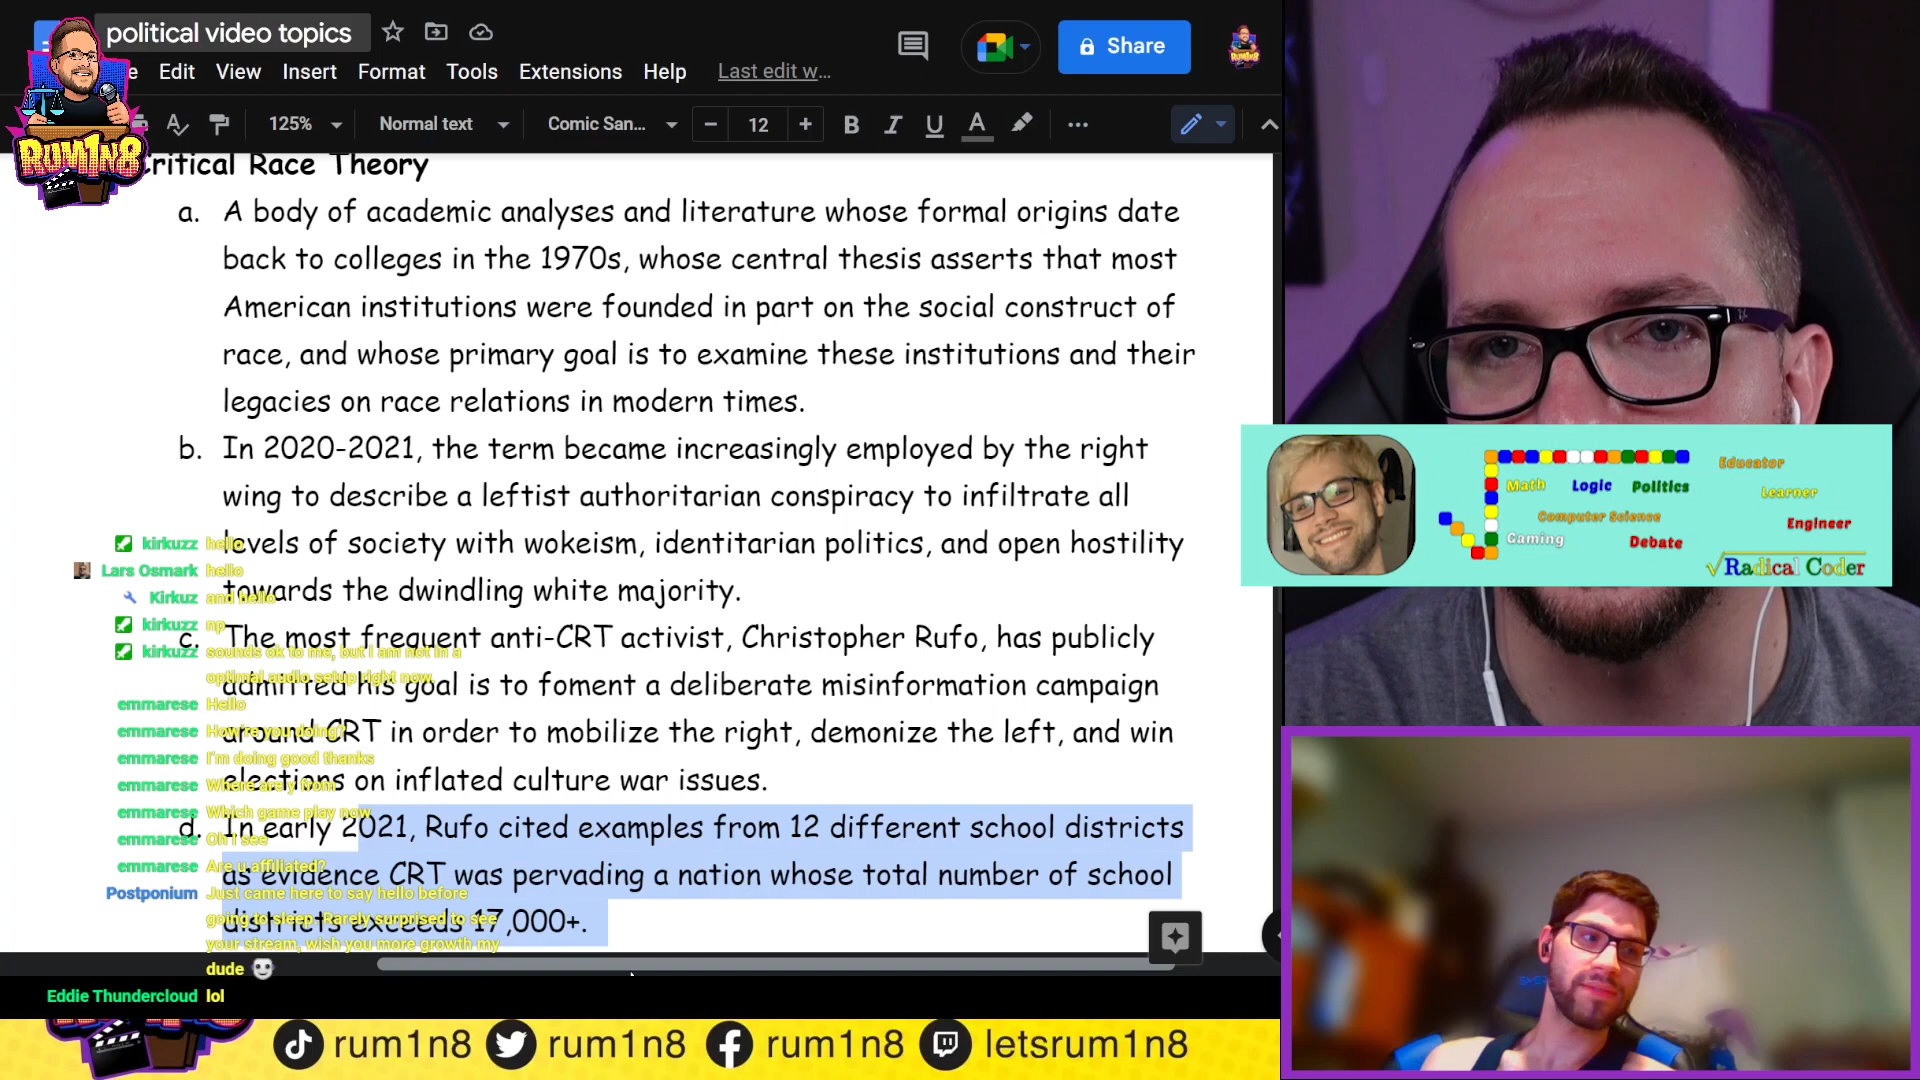 political video topics
Edit View Insert Format Tools Extensions Help Last edit w...
Share
125% Normal text Comic San... − 12 + B I U A
RUM1N8
Critical Race Theory
a. A body of academic analyses and literature whose formal origins date
back to colleges in the 1970s, whose central thesis asserts that most
American institutions were founded in part on the social construct of
race, and whose primary goal is to examine these institutions and their
legacies on race relations in modern times.
b. In 2020-2021, the term became increasingly employed by the right
wing to describe a leftist authoritarian conspiracy to infiltrate all
levels of society with wokeism, identitarian politics, and open hostility
towards the dwindling white majority.
c. The most frequent anti-CRT activist, Christopher Rufo, has publicly
admitted his goal is to foment a deliberate misinformation campaign
around CRT in order to mobilize the right, demonize the left, and win
elections on inflated culture war issues.
d. In early 2021, Rufo cited examples from 12 different school districts
as evidence CRT was pervading a nation whose total number of school
districts exceeds 17,000+.
kirkuzz hello
Lars Osmark hello
Kirkuz and hello
kirkuzz np
kirkuzz sounds ok to me, but i am not in a
optimal audio setup right now.
emmarese Hello
emmarese How're you doing?
emmarese I'm doing good thanks
emmarese Where are y from
emmarese Which game play now
emmarese Oh I see
emmarese Are u affiliated?
Postponium Just came here to say hello before
going to sleep. Rarely surprised to see
your stream, wish you more growth my
dude
Eddie Thundercloud lol
Math Logic Politics
Computer Science
Gaming Debate
Educator
Learner
Engineer
√Radical Coder
rum1n8 rum1n8 rum1n8 letsrum1n8